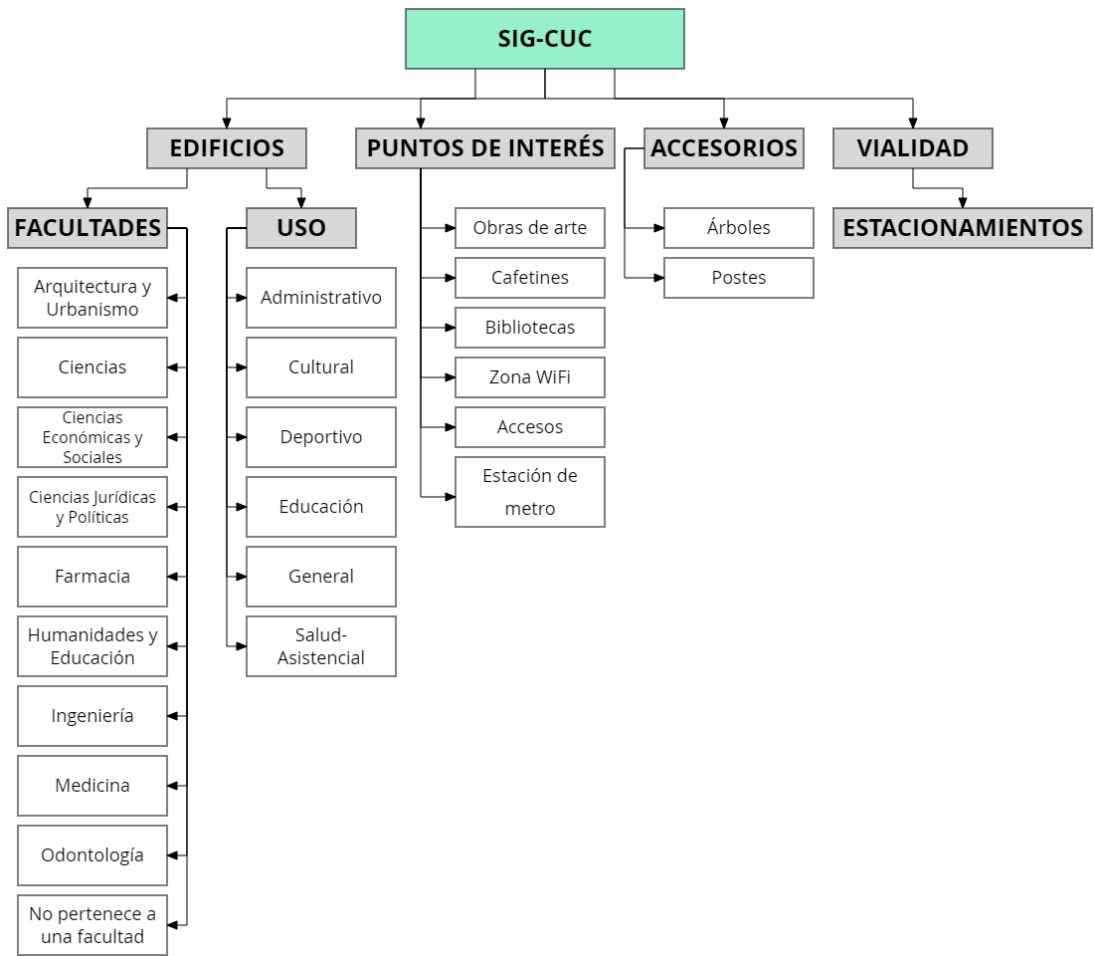 SIG-CUC
EDIFICIOS
PUNTOS DE INTERÉS
ACCESORIOS
VIALIDAD
FACULTADES
USO
ESTACIONAMIENTOS
Arquitectura y
Urbanismo
Ciencias
Ciencias
Económicas y
Sociales
Ciencias Jurídicas
y Políticas
Farmacia
Humanidades y
Educación
Ingeniería
Medicina
Odontología
No pertenece a
una facultad
Administrativo
Cultural
Deportivo
Educación
General
Salud-
Asistencial
Obras de arte
Cafetines
Bibliotecas
Zona WiFi
Accesos
Estación de
metro
Árboles
Postes